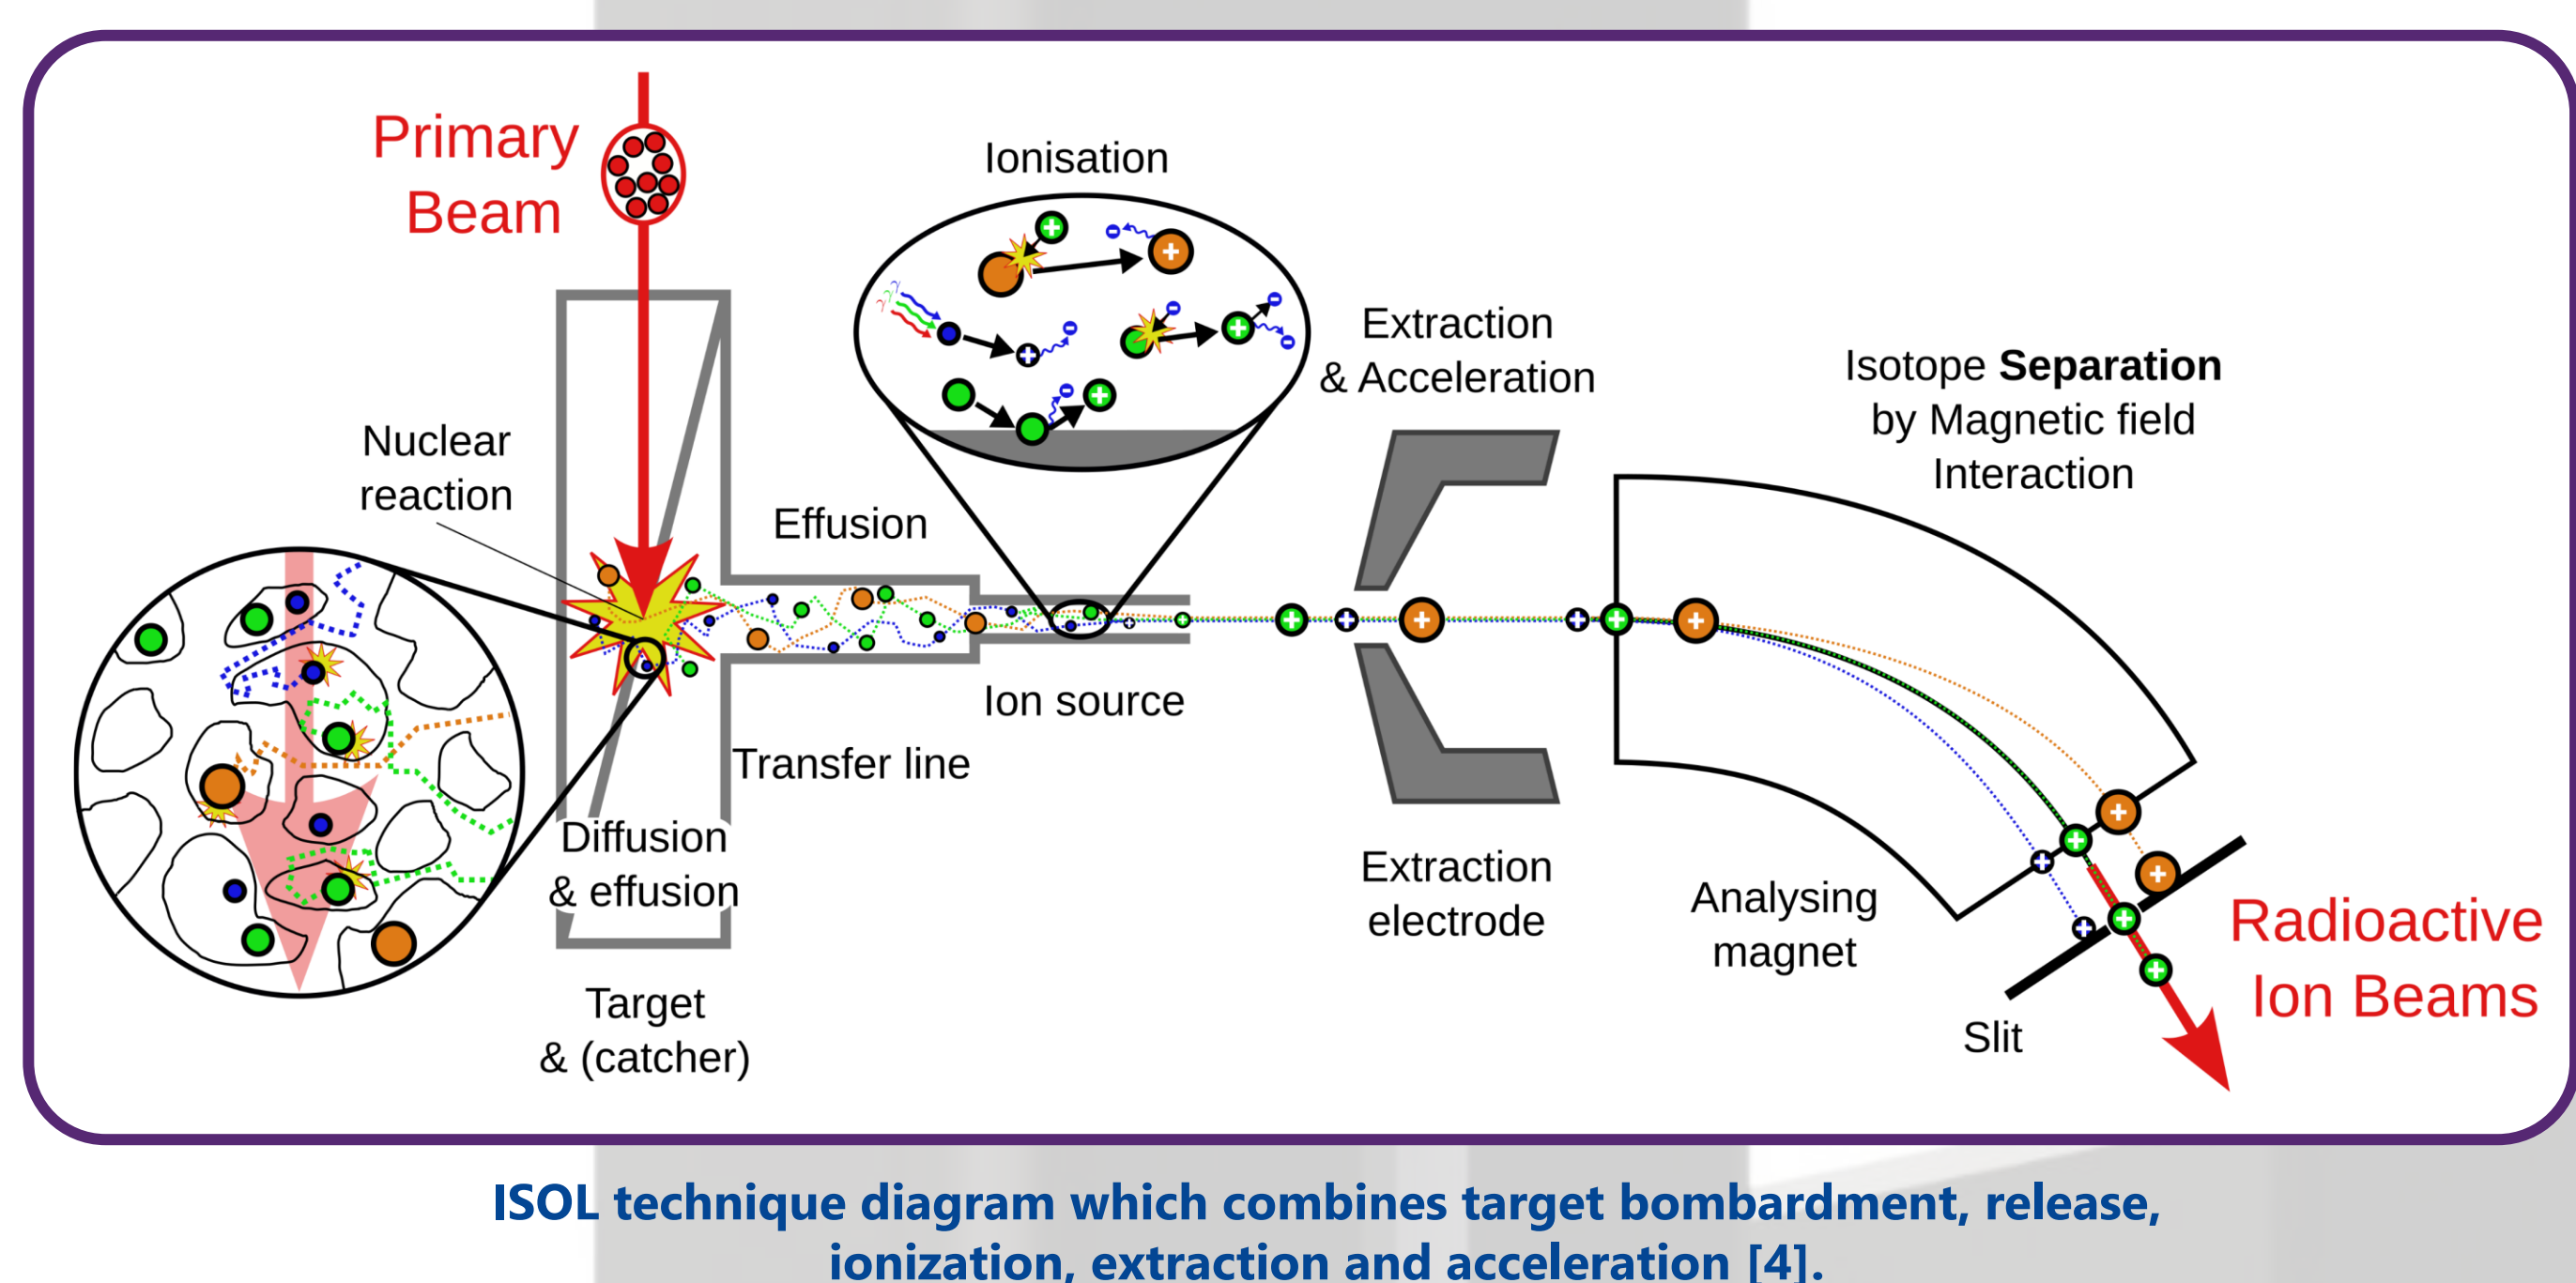 Primary
Beam
Ionisation
Extraction
& Acceleration
Isotope Separation
by Magnetic field
Interaction
Nuclear
reaction
Effusion
Ion source
Transfer line
Diffusion
& effusion
Extraction
electrode
Analysing
magnet
Radioactive
Ion Beams
Slit
Target
& (catcher)
ISOL technique diagram which combines target bombardment, release,
ionization, extraction and acceleration [4].